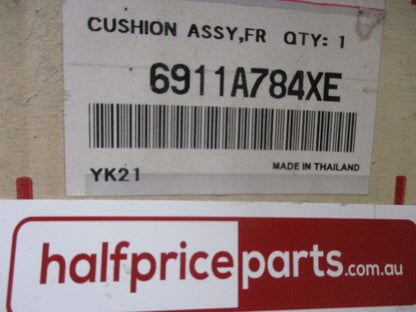 CUSHION ASSY,FR QTY: 1
6911A784XE
YK21 MADE IN THAILAND
halfpriceparts.com.au